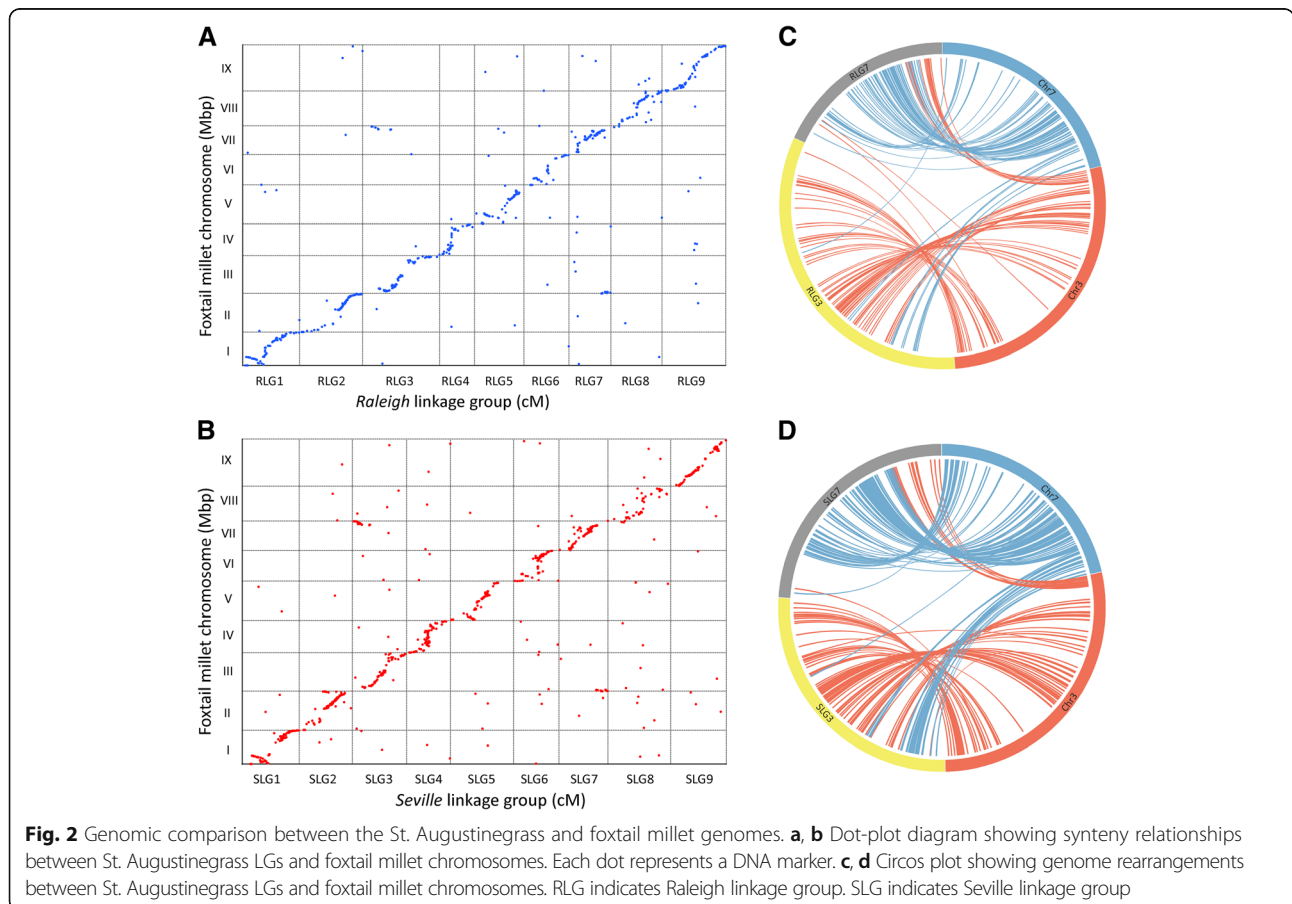 A
Foxtail millet chromosome (Mbp)
IX
VIII
VII
VI
V
IV
III
II
I
RLG1 RLG2 RLG3 RLG4 RLG5 RLG6 RLG7 RLG8 RLG9
Raleigh linkage group (cM)
B
Foxtail millet chromosome (Mbp)
IX
VIII
VII
VI
V
IV
III
II
I
SLG1 SLG2 SLG3 SLG4 SLG5 SLG6 SLG7 SLG8 SLG9
Seville linkage group (cM)
C
RLG7
Chr7
RLG3
Chr3
D
SLG7
Chr7
SLG3
Chr3
Fig. 2 Genomic comparison between the St. Augustinegrass and foxtail millet genomes. a, b Dot-plot diagram showing synteny relationships
between St. Augustinegrass LGs and foxtail millet chromosomes. Each dot represents a DNA marker. c, d Circos plot showing genome rearrangements
between St. Augustinegrass LGs and foxtail millet chromosomes. RLG indicates Raleigh linkage group. SLG indicates Seville linkage group